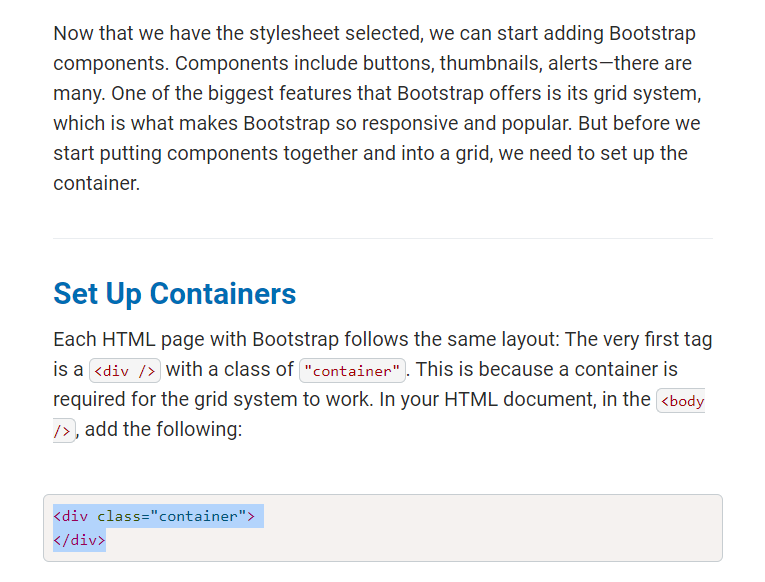 Now that we have the stylesheet selected, we can start adding Bootstrap
components. Components include buttons, thumbnails, alerts—there are
many. One of the biggest features that Bootstrap offers is its grid system,
which is what makes Bootstrap so responsive and popular. But before we
start putting components together and into a grid, we need to set up the
container.
Set Up Containers
Each HTML page with Bootstrap follows the same layout: The very first tag
is a <div /> with a class of "container". This is because a container is
required for the grid system to work. In your HTML document, in the <body
/>, add the following:
<div class="container">
</div>